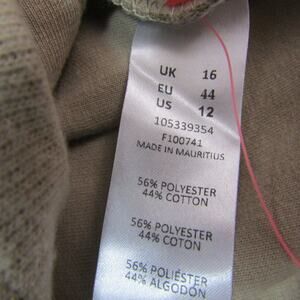 UK 16
EU 44
US 12
105339354
F100741
MADE IN MAURITIUS
56% POLYESTER
44% COTTON
56% POLYESTER
44% COTON
56% POLIÉSTER
44% ALGODÓN